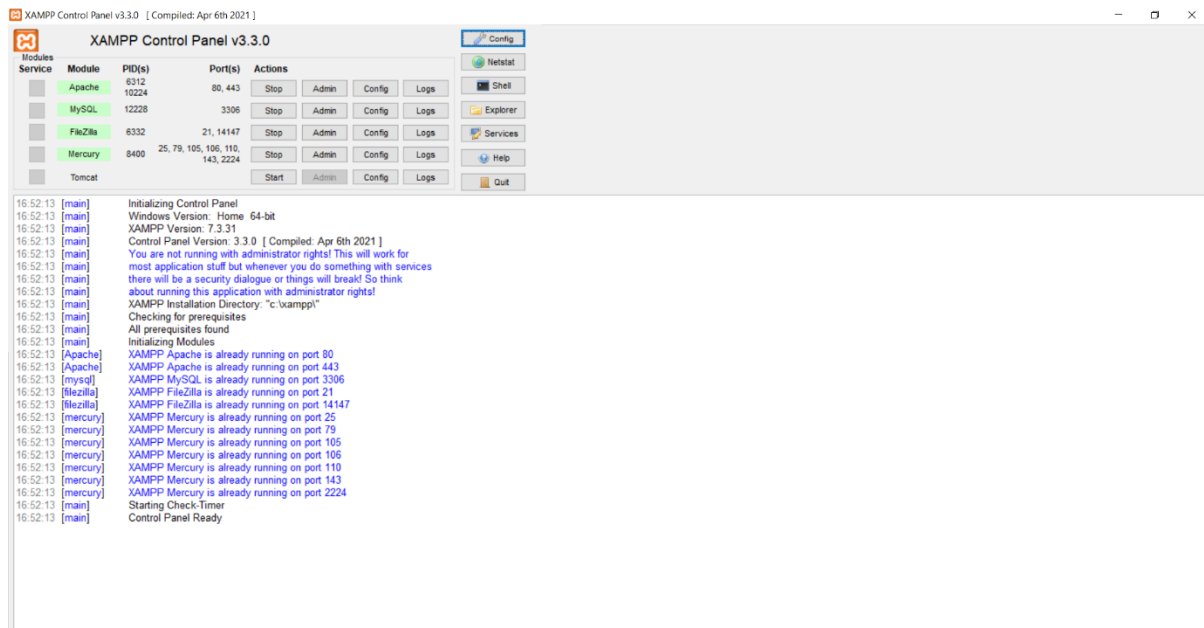 XAMPP Control Panel v3.3.0 [ Compiled: Apr 6th 2021 ]
XAMPP Control Panel v3.3.0
Config
Modules
Service Module PID(s) Port(s) Actions
Netstat
Apache 6312 10224 80, 443 Stop Admin Config Logs
Shell
MySQL 12228 3306 Stop Admin Config Logs
Explorer
FileZilla 6332 21, 14147 Stop Admin Config Logs
Services
Mercury 8400 25, 79, 105, 106, 110, 143, 2224 Stop Admin Config Logs
Help
Tomcat Start Admin Config Logs
Quit
16:52:13 [main] Initializing Control Panel
16:52:13 [main] Windows Version: Home 64-bit
16:52:13 [main] XAMPP Version: 7.3.31
16:52:13 [main] Control Panel Version: 3.3.0 [ Compiled: Apr 6th 2021 ]
16:52:13 [main] You are not running with administrator rights! This will work for
16:52:13 [main] most application stuff but whenever you do something with services
16:52:13 [main] there will be a security dialogue or things will break! So think
16:52:13 [main] about running this application with administrator rights!
16:52:13 [main] XAMPP Installation Directory: "c:\xampp\"
16:52:13 [main] Checking for prerequisites
16:52:13 [main] All prerequisites found
16:52:13 [main] Initializing Modules
16:52:13 [Apache] XAMPP Apache is already running on port 80
16:52:13 [Apache] XAMPP Apache is already running on port 443
16:52:13 [mysql] XAMPP MySQL is already running on port 3306
16:52:13 [filezilla] XAMPP FileZilla is already running on port 21
16:52:13 [filezilla] XAMPP FileZilla is already running on port 14147
16:52:13 [mercury] XAMPP Mercury is already running on port 25
16:52:13 [mercury] XAMPP Mercury is already running on port 79
16:52:13 [mercury] XAMPP Mercury is already running on port 105
16:52:13 [mercury] XAMPP Mercury is already running on port 106
16:52:13 [mercury] XAMPP Mercury is already running on port 110
16:52:13 [mercury] XAMPP Mercury is already running on port 143
16:52:13 [mercury] XAMPP Mercury is already running on port 2224
16:52:13 [main] Starting Check-Timer
16:52:13 [main] Control Panel Ready